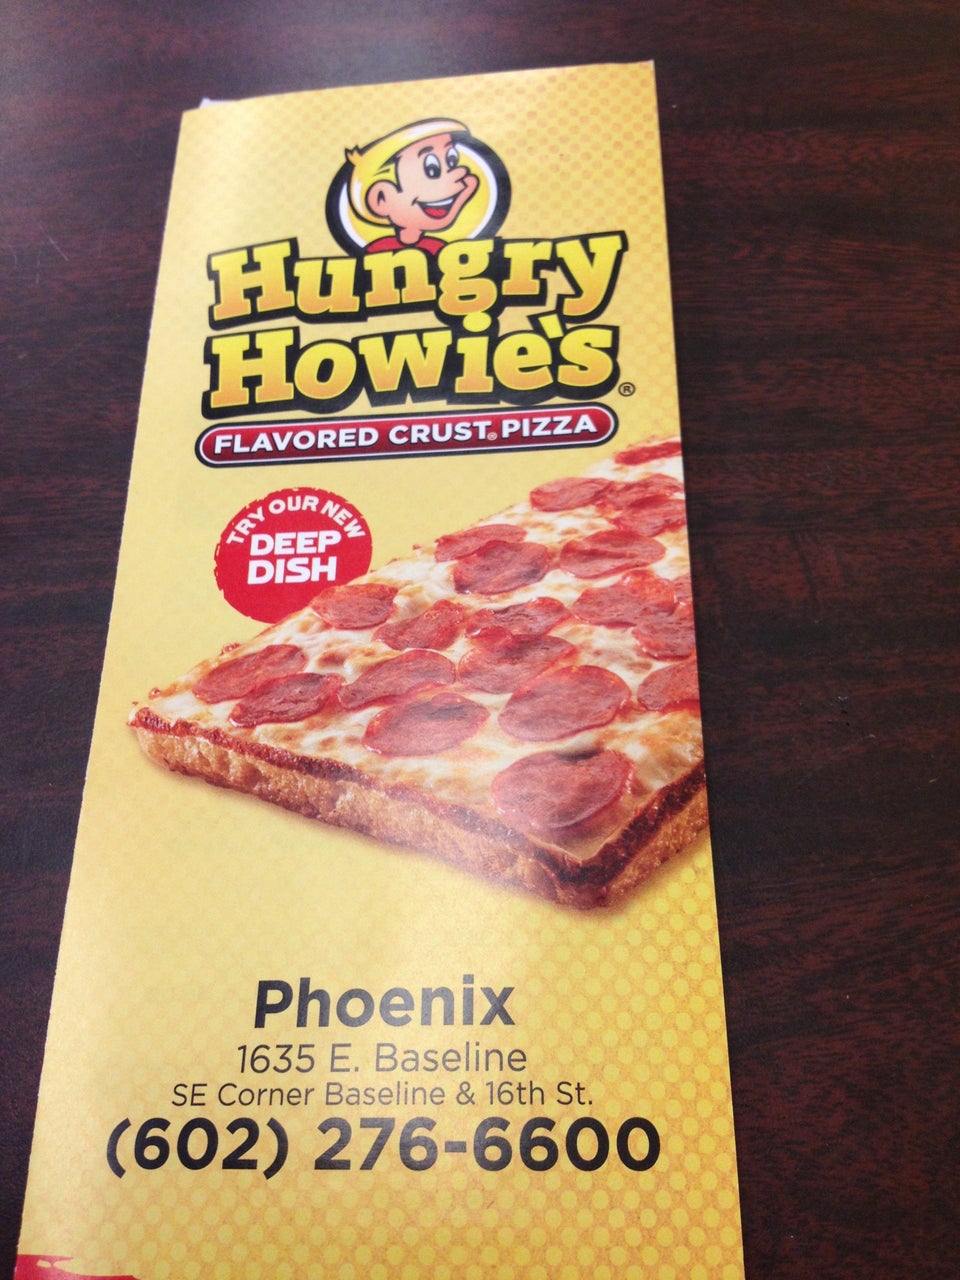 Hungry
Howie's®
FLAVORED CRUST® PIZZA
TRY OUR NEW
DEEP
DISH
Phoenix
1635 E. Baseline
SE Corner Baseline & 16th St.
(602) 276-6600